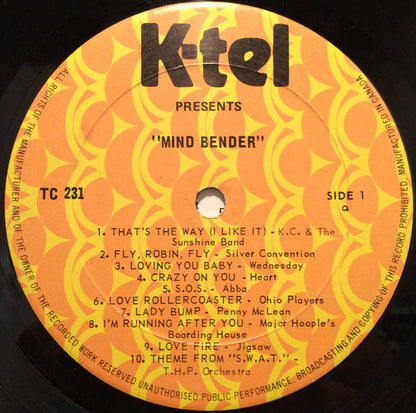 K-tel
PRESENTS
"MIND BENDER"
TC 231
SIDE 1
Q
1. THAT'S THE WAY (I LIKE IT) - K.C. & The
Sunshine Band
2. FLY, ROBIN, FLY - Silver Convention
3. LOVING YOU BABY - Wednesday
4. CRAZY ON YOU - Heart
5. S.O.S. - Abba
6. LOVE ROLLERCOASTER - Ohio Players
7. LADY BUMP - Penny McLean
8. I'M RUNNING AFTER YOU - Major Hoople's
Boarding House
9. LOVE FIRE - Jigsaw
10. THEME FROM "S.W.A.T." -
T.H.P. Orchestra
ALL RIGHTS OF THE MANUFACTURER AND OF THE OWNER OF THE RECORDED WORK RESERVED UNAUTHORISED PUBLIC PERFORMANCE, BROADCASTING AND COPYING OF THIS RECORD PROHIBITED. MANUFACTURED IN CANADA